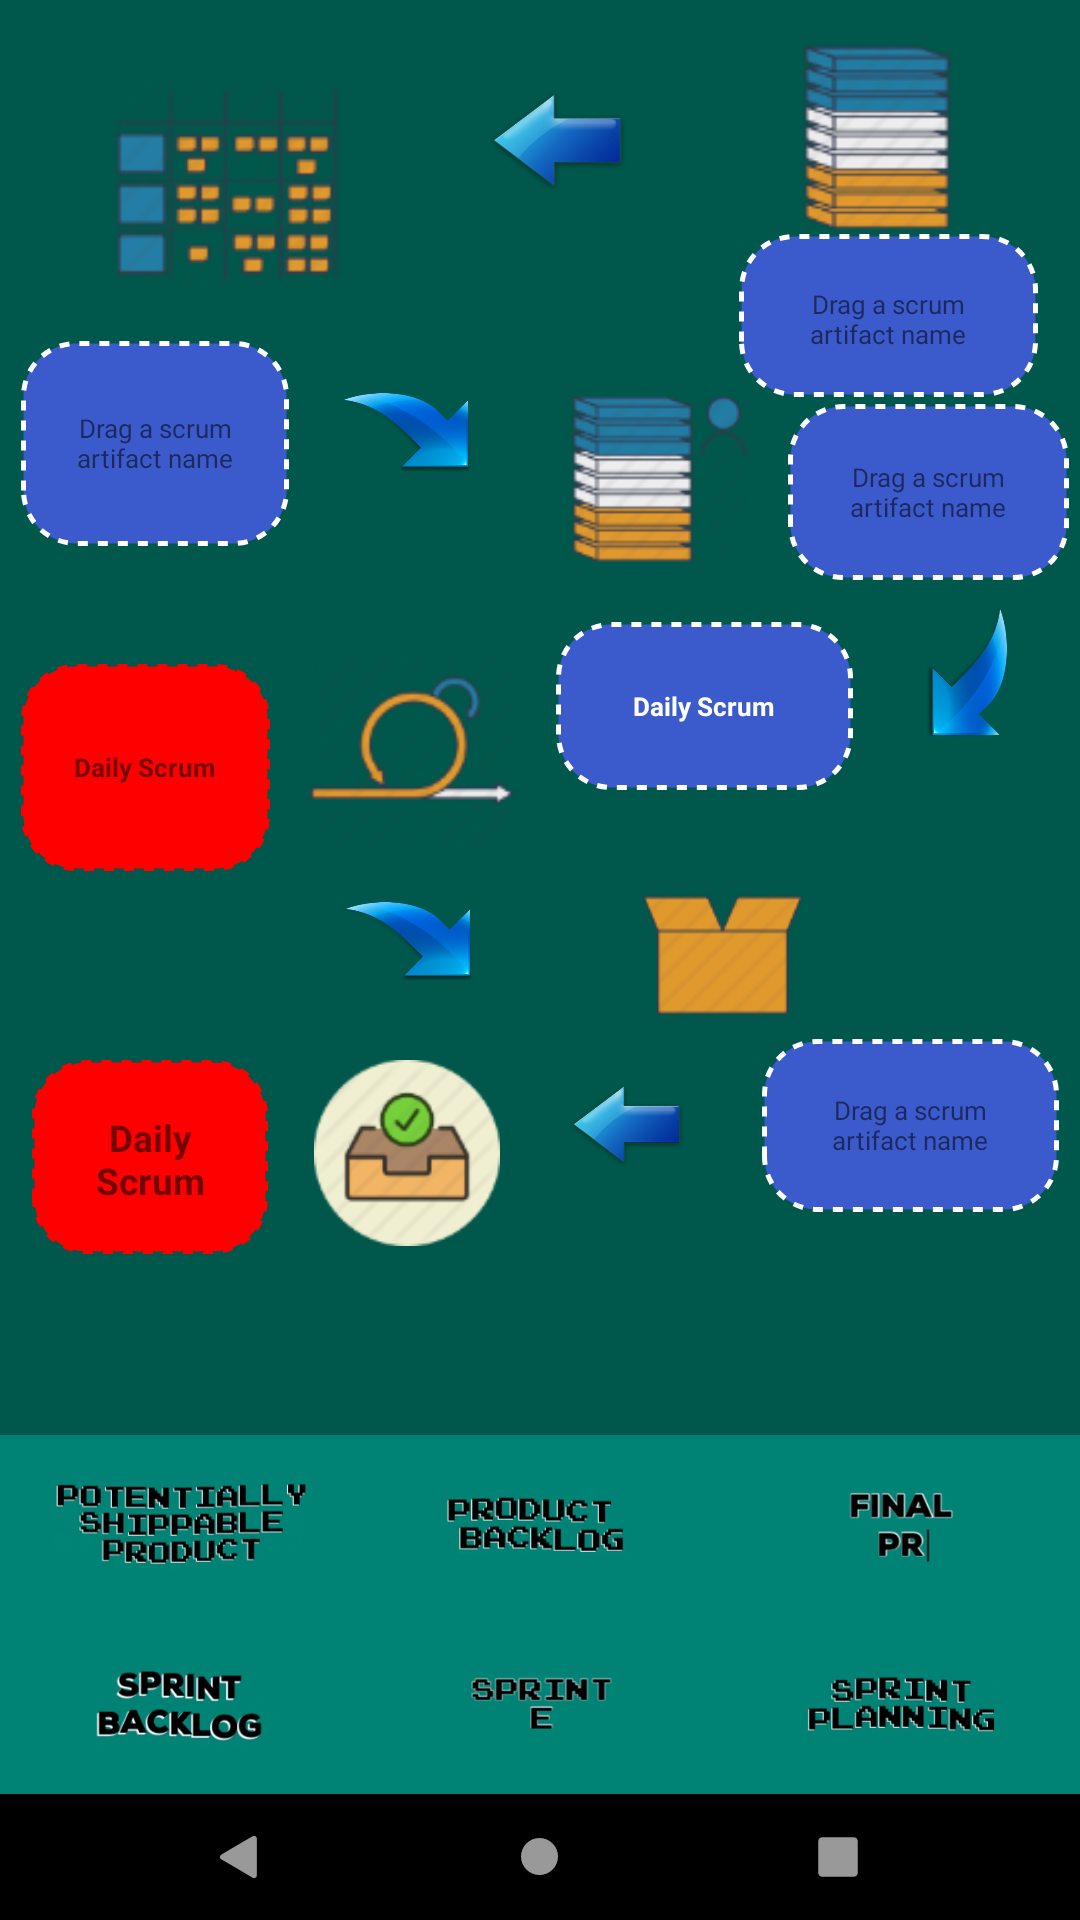 Drag a scrum
artifact name
Drag a scrum
artifact name
Drag a scrum
artifact name
Daily Scrum
Daily Scrum
Drag a scrum
artifact name
Daily
Scrum
POTENTIALLY
SHIPPABLE
PRODUCT
PRODUCT
BACKLOG
FINAL
PR
SPRINT
BACKLOG
SPRINT
E
SPRINT
PLANNING